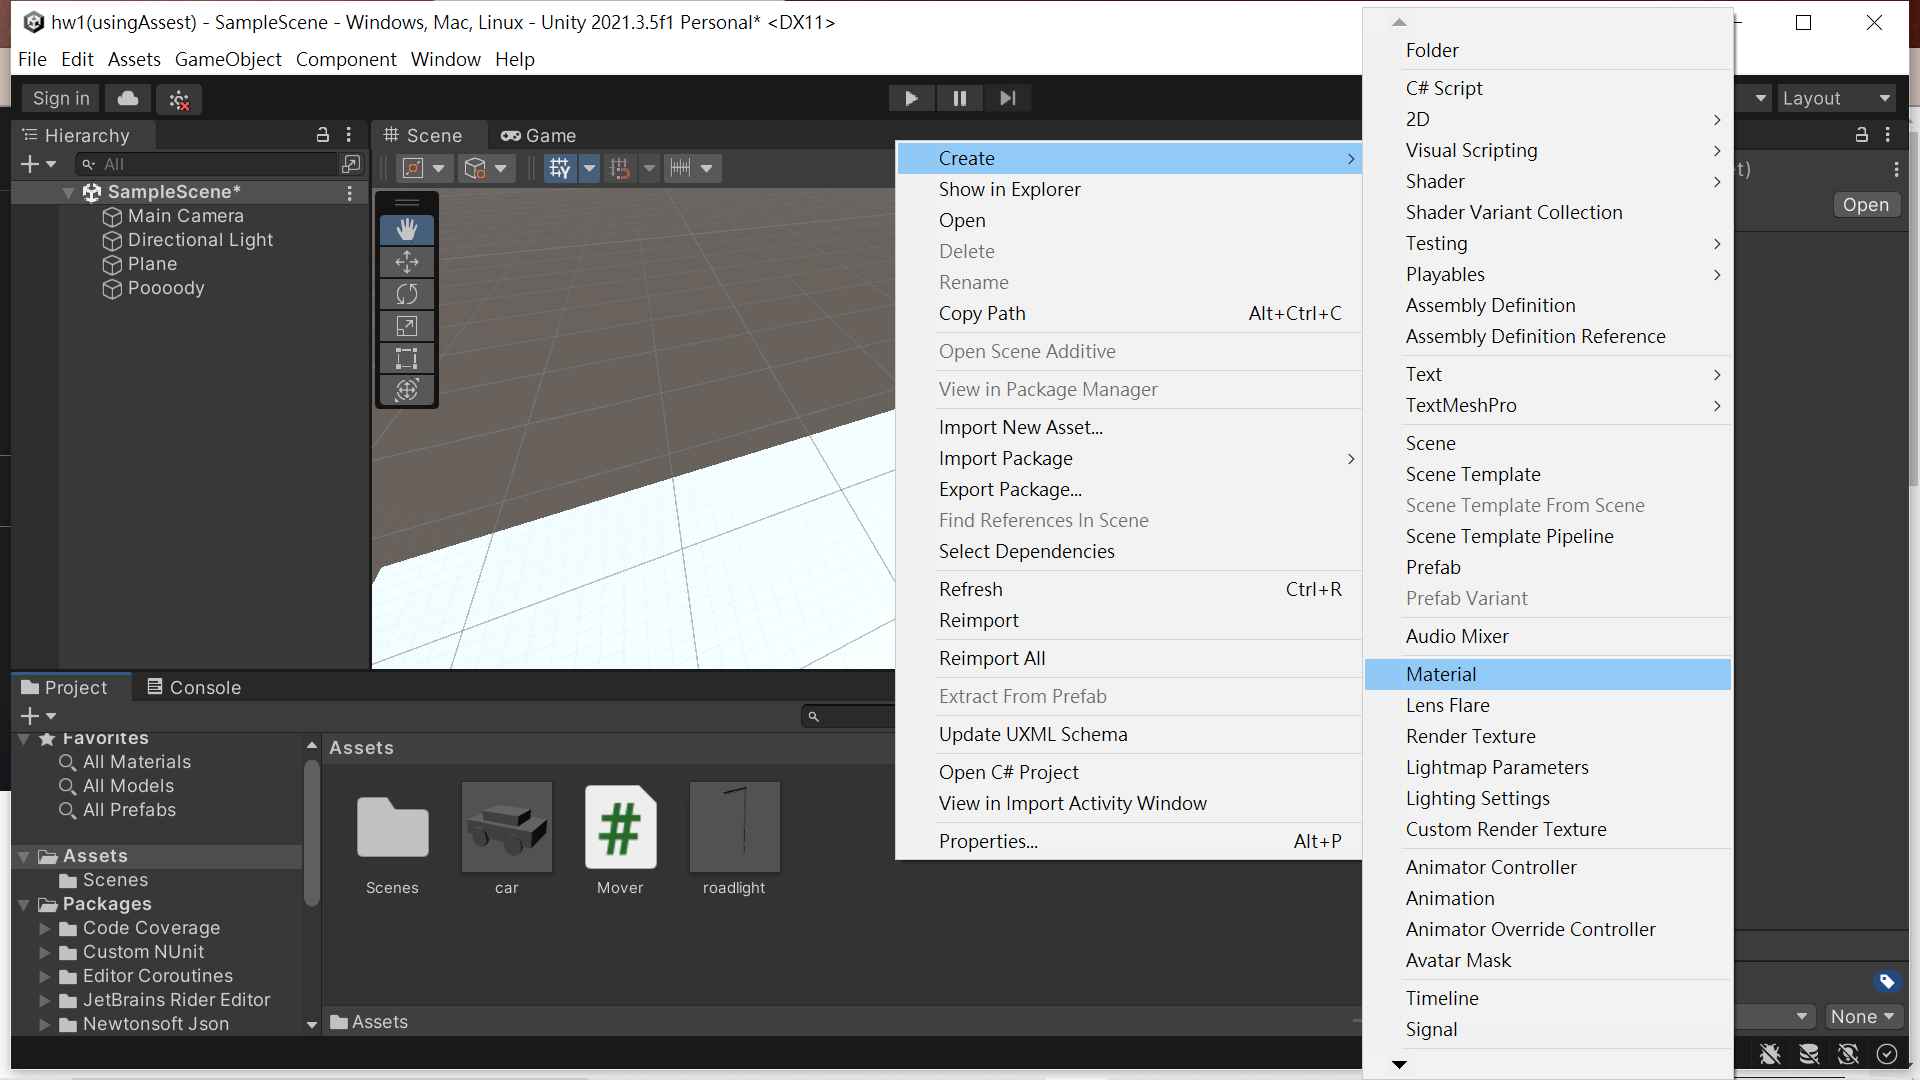 hw1(usingAssest) - SampleScene - Windows, Mac, Linux - Unity 2021.3.5f1 Personal* <DX11>
File Edit Assets GameObject Component Window Help
Sign in
Layout
Hierarchy
Scene
Game
All
SampleScene*
Main Camera
Directional Light
Plane
Poooody
Create
Show in Explorer
Open
Delete
Rename
Copy Path Alt+Ctrl+C
Open Scene Additive
View in Package Manager
Import New Asset...
Import Package
Export Package...
Find References In Scene
Select Dependencies
Refresh Ctrl+R
Reimport
Reimport All
Extract From Prefab
Update UXML Schema
Open C# Project
View in Import Activity Window
Properties... Alt+P
Folder
C# Script
2D
Visual Scripting
Shader
Shader Variant Collection
Testing
Playables
Assembly Definition
Assembly Definition Reference
Text
TextMeshPro
Scene
Scene Template
Scene Template From Scene
Scene Template Pipeline
Prefab
Prefab Variant
Audio Mixer
Material
Lens Flare
Render Texture
Lightmap Parameters
Lighting Settings
Custom Render Texture
Animator Controller
Animation
Animator Override Controller
Avatar Mask
Timeline
Signal
Open
None
Project
Console
Favorites
All Materials
All Models
All Prefabs
Assets
Scenes
Packages
Code Coverage
Custom NUnit
Editor Coroutines
JetBrains Rider Editor
Newtonsoft Json
Assets
Scenes
car
#
Mover
roadlight
Assets